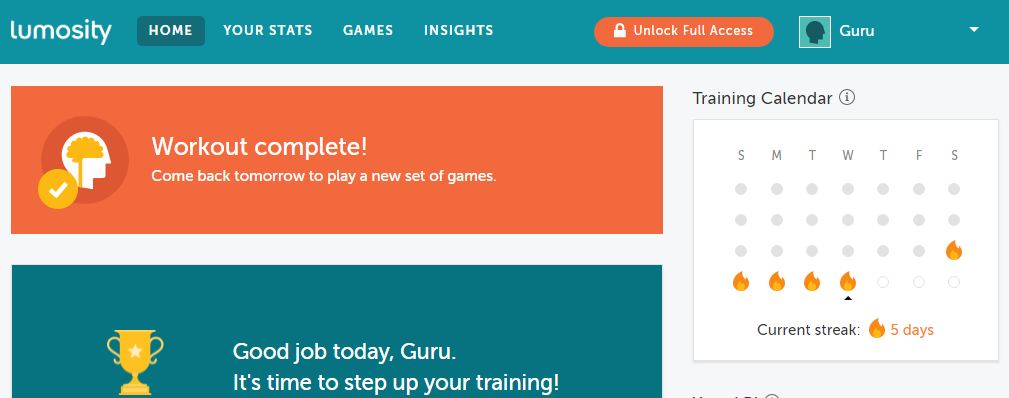 lumosity
HOME
YOUR STATS
GAMES
INSIGHTS
Unlock Full Access
Guru
Workout complete!
Come back tomorrow to play a new set of games.
Good job today, Guru.
It's time to step up your training!
Training Calendar
S M T W T F S
Current streak: 5 days